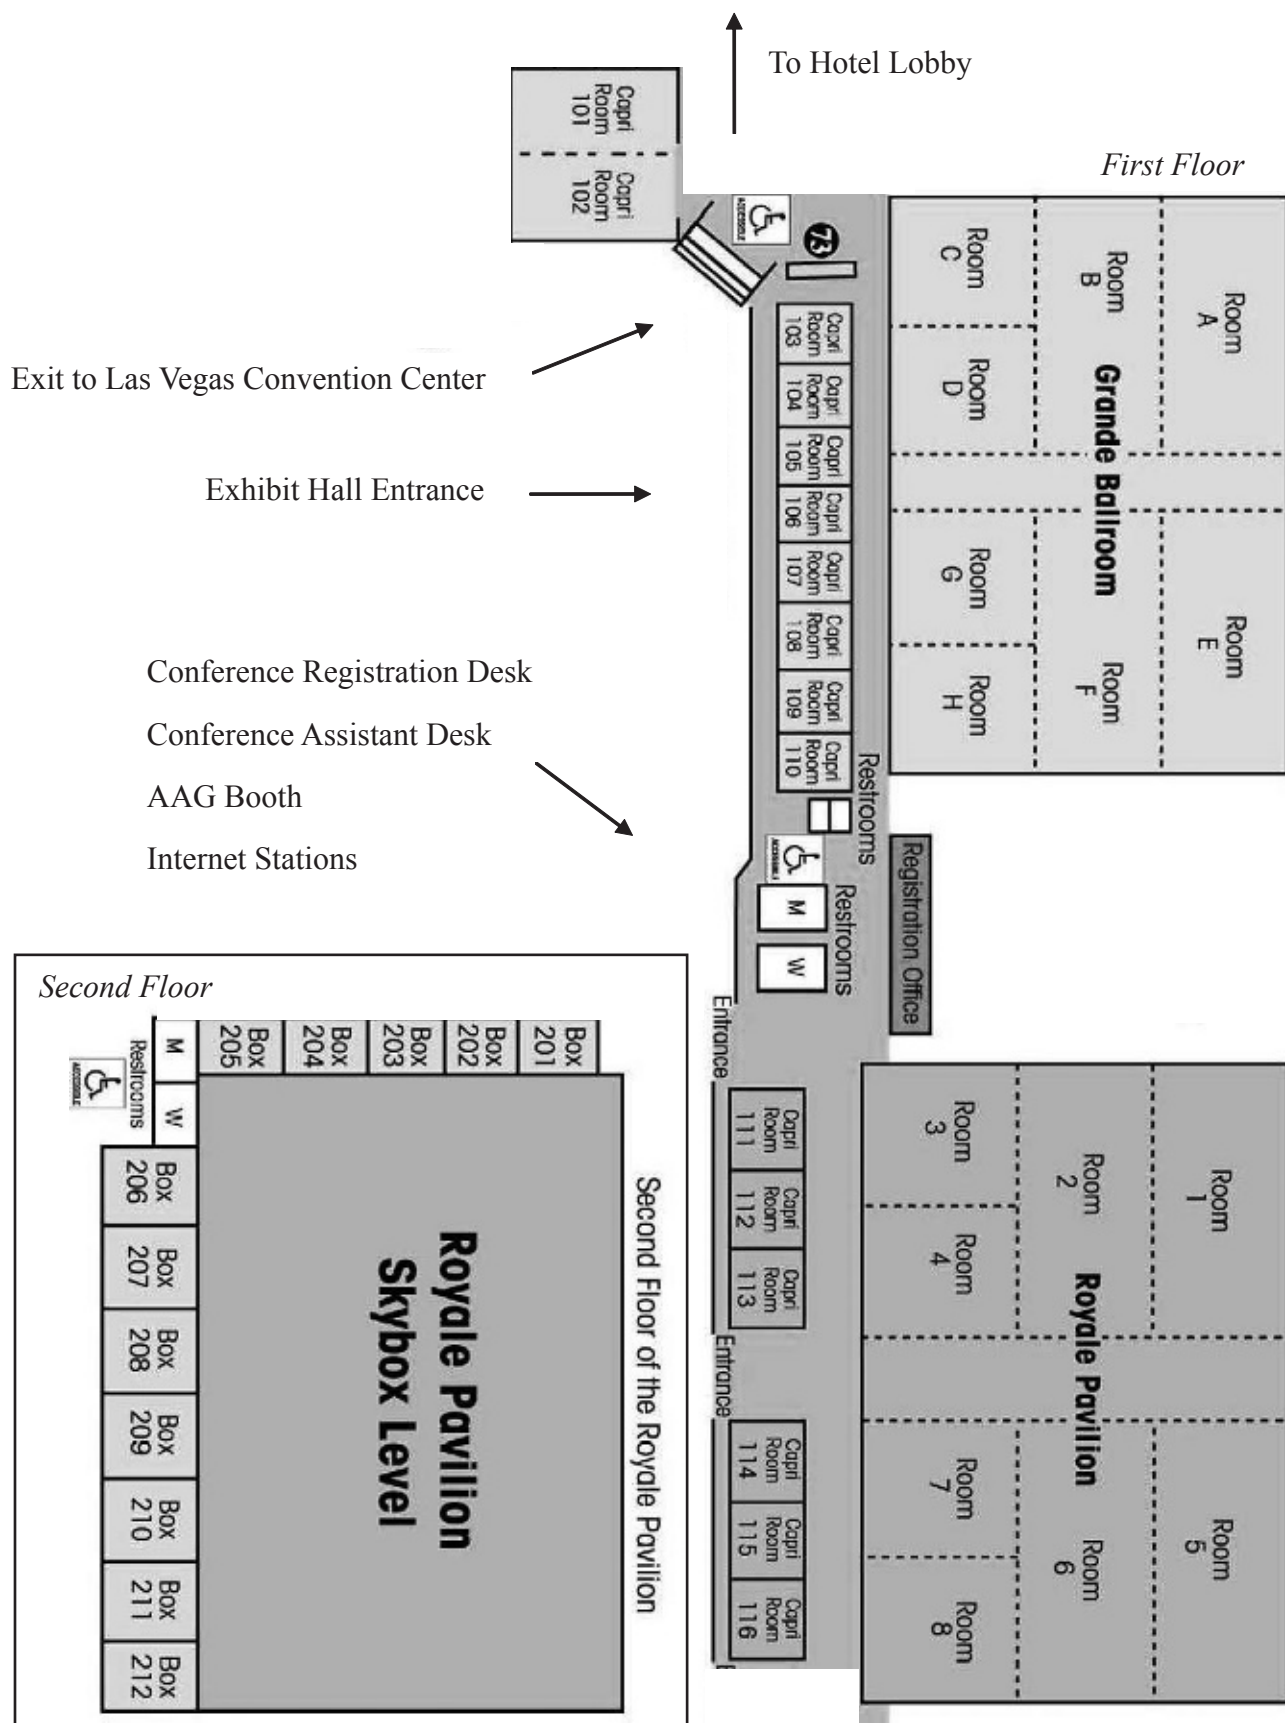 To Hotel Lobby
First Floor
Capri
Room
101
Capri
Room
102
ACCESSIBLE
Room
C
Room
B
Room
A
Room
D
Grande Ballroom
Room
G
Room
H
Room
F
Room
E
Exit to Las Vegas Convention Center
Exhibit Hall Entrance
Capri
Room
103
Capri
Room
104
Capri
Room
105
Capri
Room
106
Capri
Room
107
Capri
Room
108
Capri
Room
109
Capri
Room
110
Restrooms
Conference Registration Desk
Conference Assistant Desk
AAG Booth
Internet Stations
ACCESSIBLE
M
W
Restrooms
Registration Office
Entrance
Capri
Room
111
Capri
Room
112
Capri
Room
113
Entrance
Capri
Room
114
Capri
Room
115
Capri
Room
116
Room
3
Room
2
Room
1
Room
4
Royale Pavilion
Room
7
Room
8
Room
6
Room
5
Second Floor
Box
201
Box
202
Box
203
Box
204
Box
205
M
W
Restrooms
ACCESSIBLE
Box
206
Box
207
Box
208
Box
209
Box
210
Box
211
Box
212
Royale Pavilion
Skybox Level
Second Floor of the Royale Pavilion